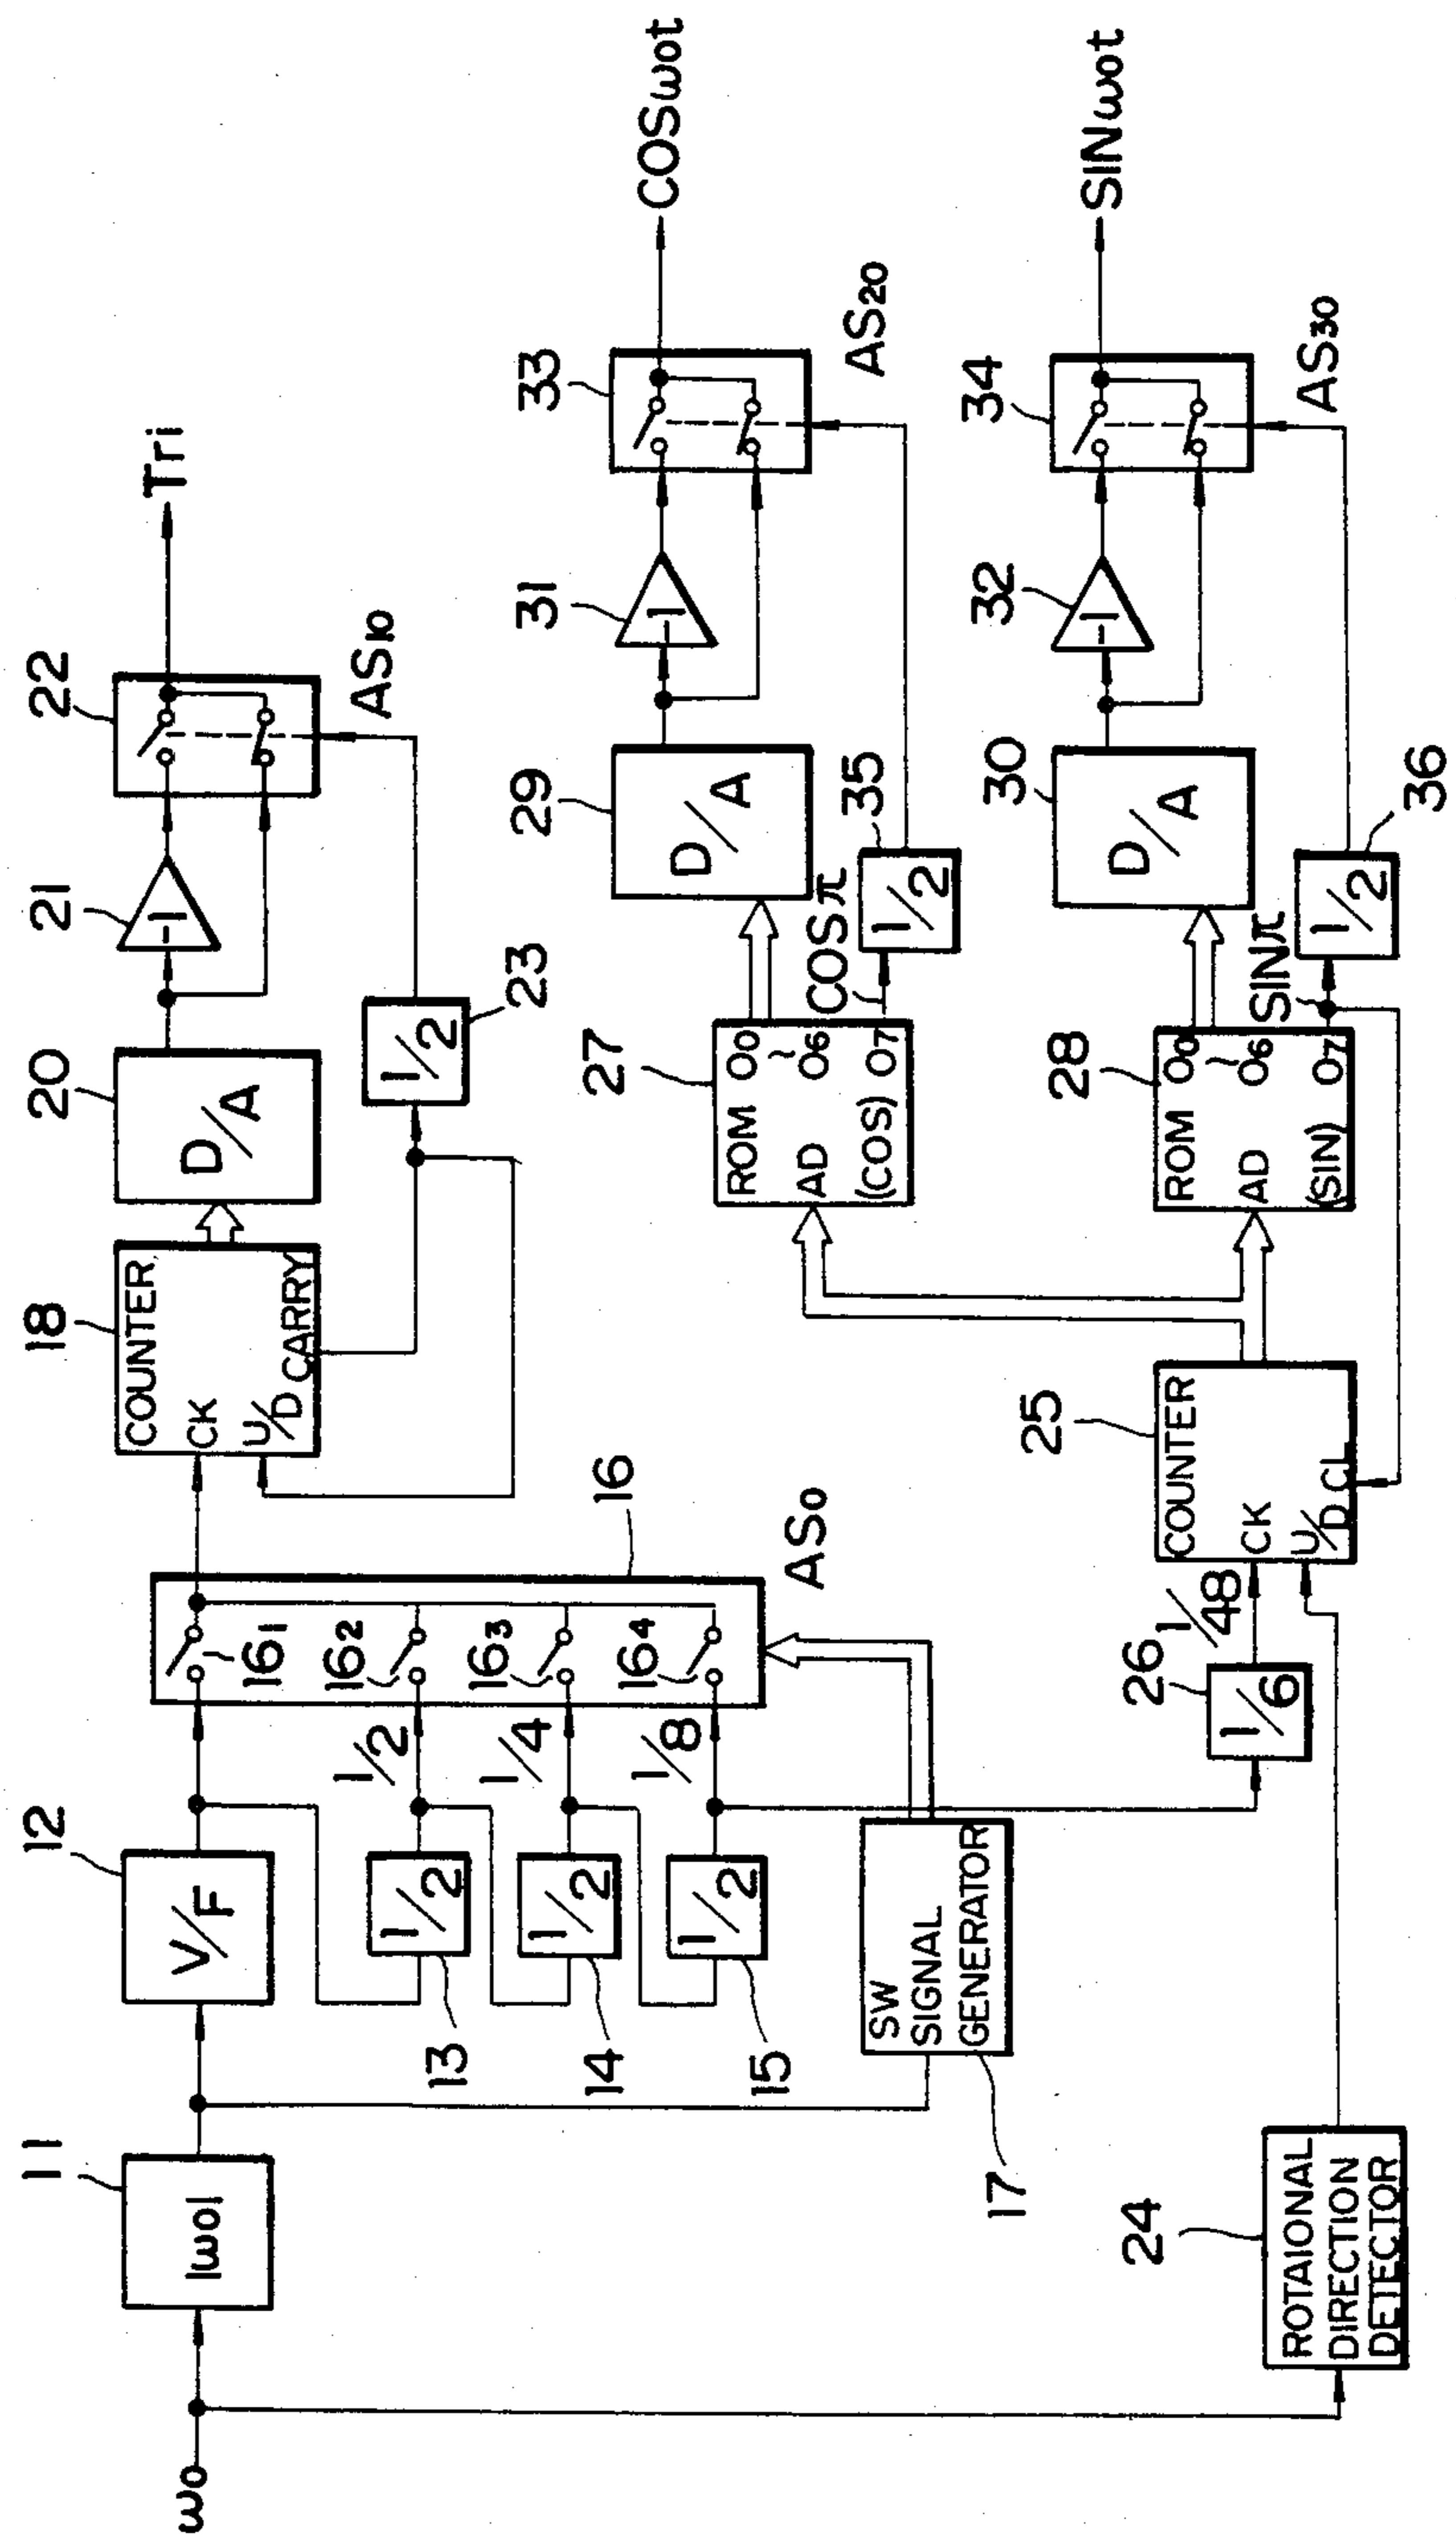 ω0
11
|ω0|
12
V/F
13
1/2
14
1/2
15
1/2
1/2
1/4
1/8
16
161
162
163
164
AS0
17
SW
SIGNAL
GENERATOR
18
COUNTER
CK
U/D
CARRY
20
D/A
21
-1
22
AS10
23
1/2
Tri
24
ROTAIONAL
DIRECTION
DETECTOR
26
1/6
1/48
25
COUNTER
CK
U/D
CL
27
ROM O0
~
AD O6
(COS) O7
COSπ
35
1/2
29
D/A
31
-1
33
AS20
COSω0t
28
ROM O0
~
AD O6
(SIN) O7
SINπ
36
1/2
30
D/A
32
-1
34
AS30
SINω0t